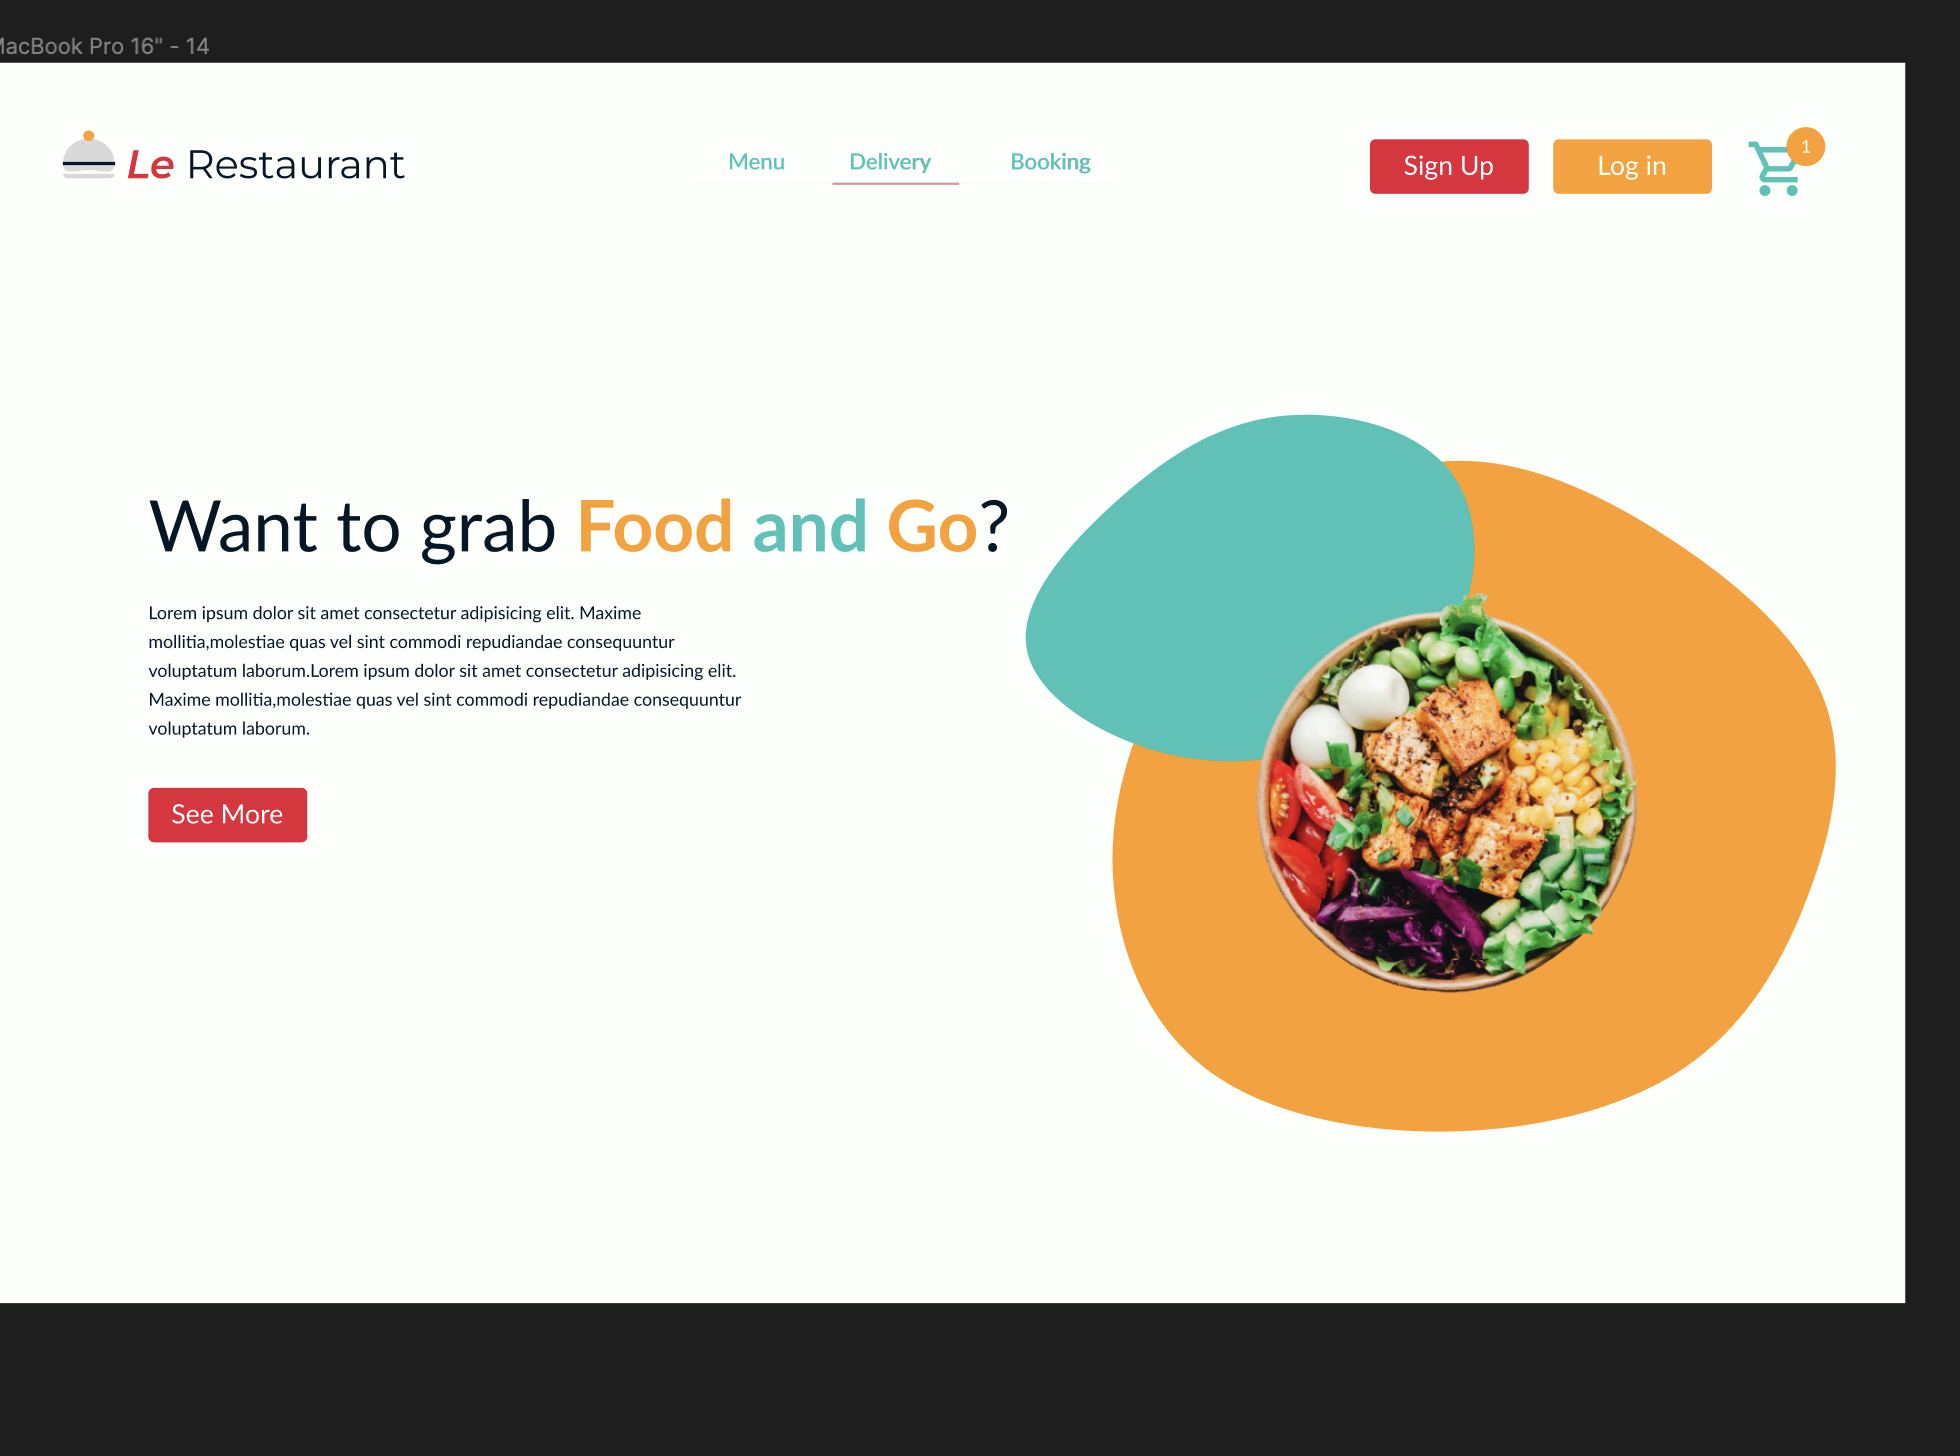 MacBook Pro 16" - 14
Le Restaurant
Menu
Delivery
Booking
Sign Up
Log in
1
Want to grab Food and Go?
Lorem ipsum dolor sit amet consectetur adipisicing elit. Maxime
mollitia,molestiae quas vel sint commodi repudiandae consequuntur
voluptatum laborum.Lorem ipsum dolor sit amet consectetur adipisicing elit.
Maxime mollitia,molestiae quas vel sint commodi repudiandae consequuntur
voluptatum laborum.
See More